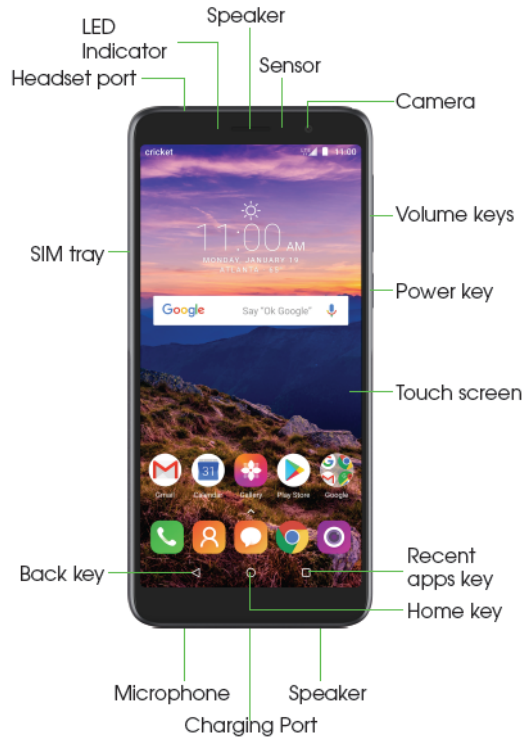 Speaker
LED
Indicator
Sensor
Headset port
Camera
cricket
LTE 11:00
Volume keys
11:00 AM
MONDAY, JANUARY 19
SIM tray
Power key
Google Say "Ok Google"
Touch screen
Gmail Calendar Gallery Play Store Google
31
Recent
apps key
Back key
Home key
Microphone
Speaker
Charging Port